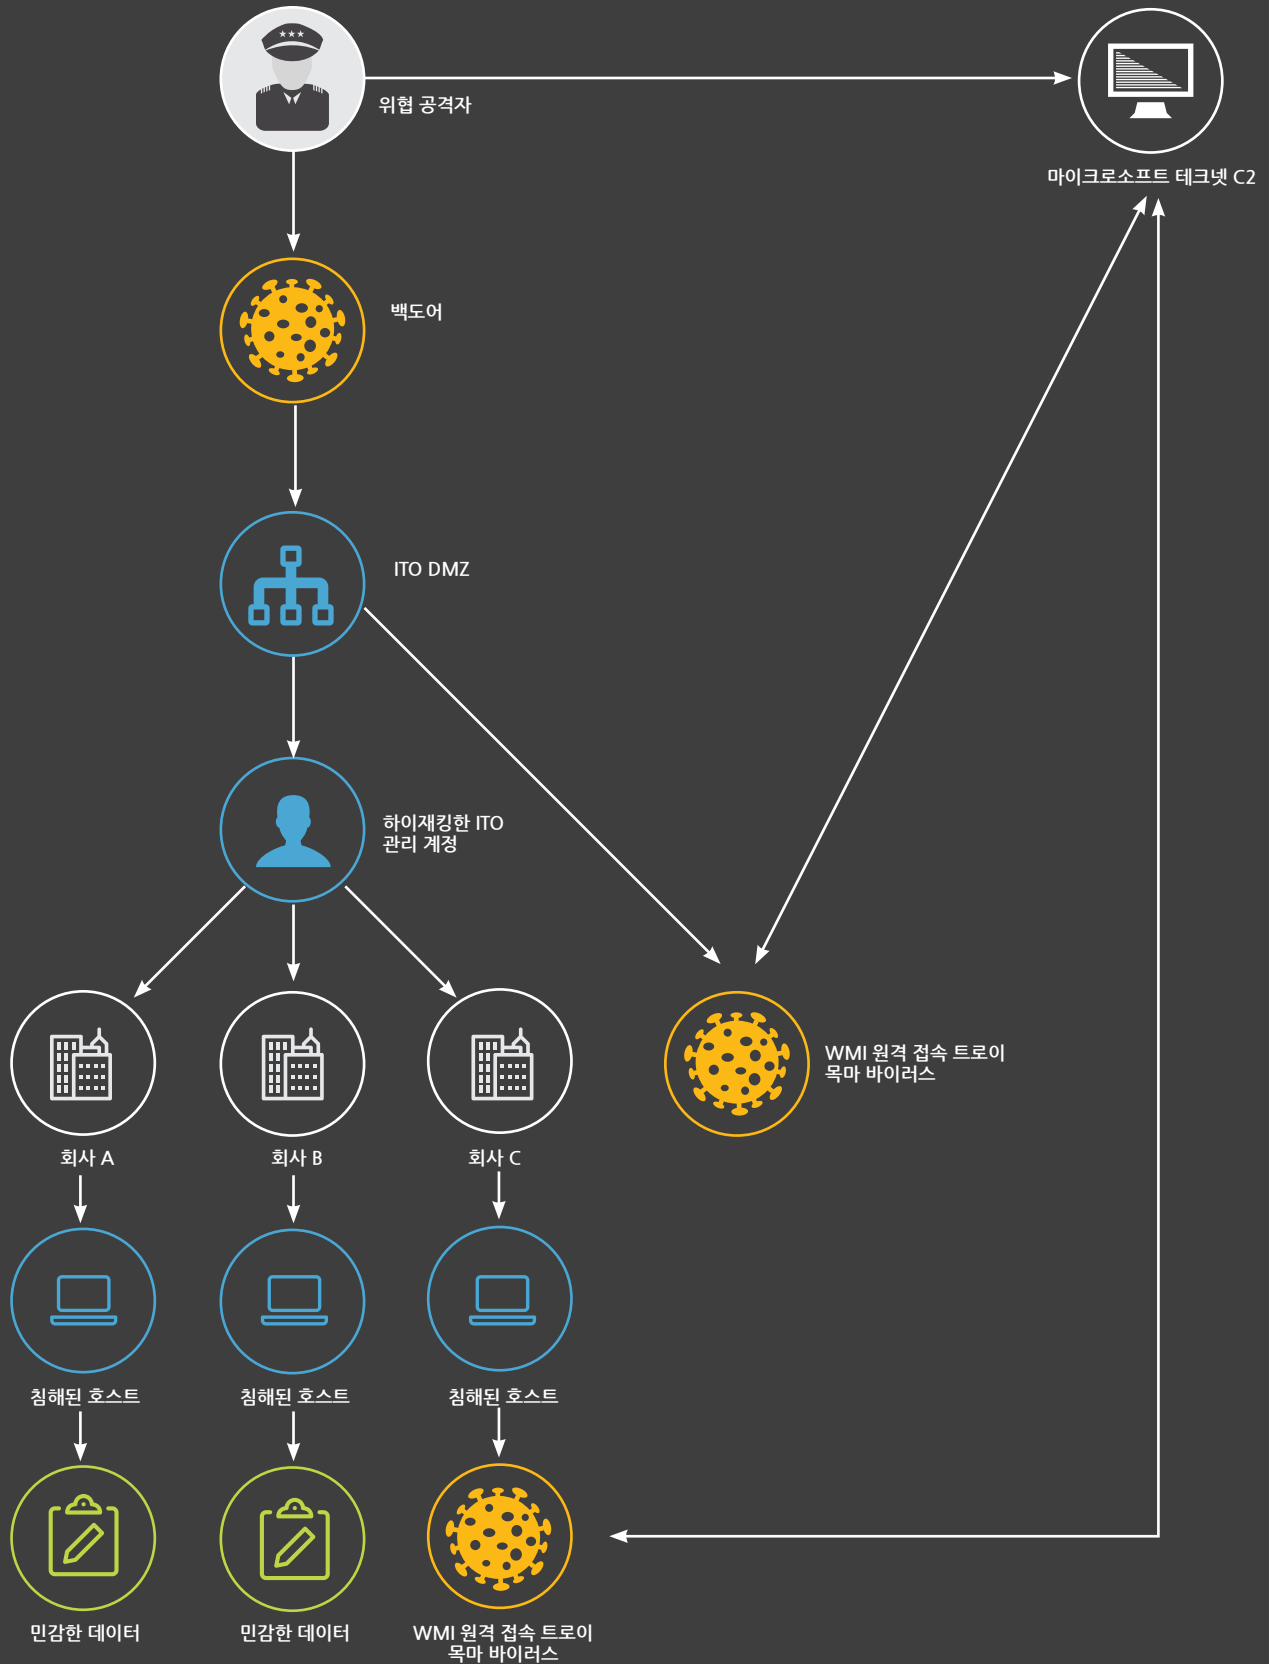 위협 공격자
마이크로소프트 테크넷 C2
백도어
ITO DMZ
하이재킹한 ITO
관리 계정
WMI 원격 접속 트로이
목마 바이러스
회사 A
회사 B
회사 C
침해된 호스트
침해된 호스트
침해된 호스트
민감한 데이터
민감한 데이터
WMI 원격 접속 트로이
목마 바이러스